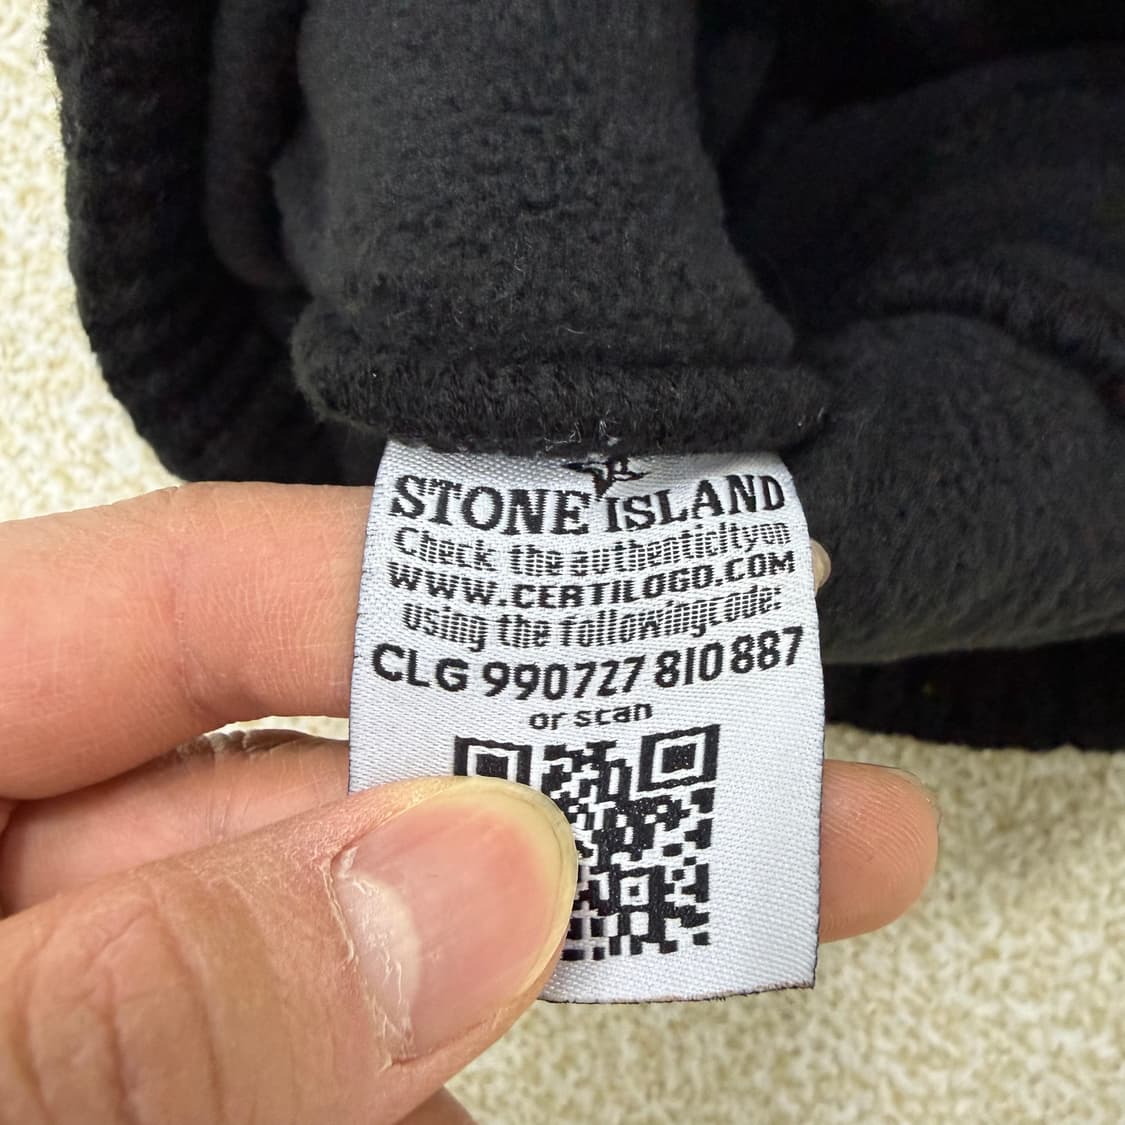 STONE ISLAND
Check the authenticityon
WWW.CERTILOGO.COM
using the followingcode:
CLG 990727 810 887
or scan